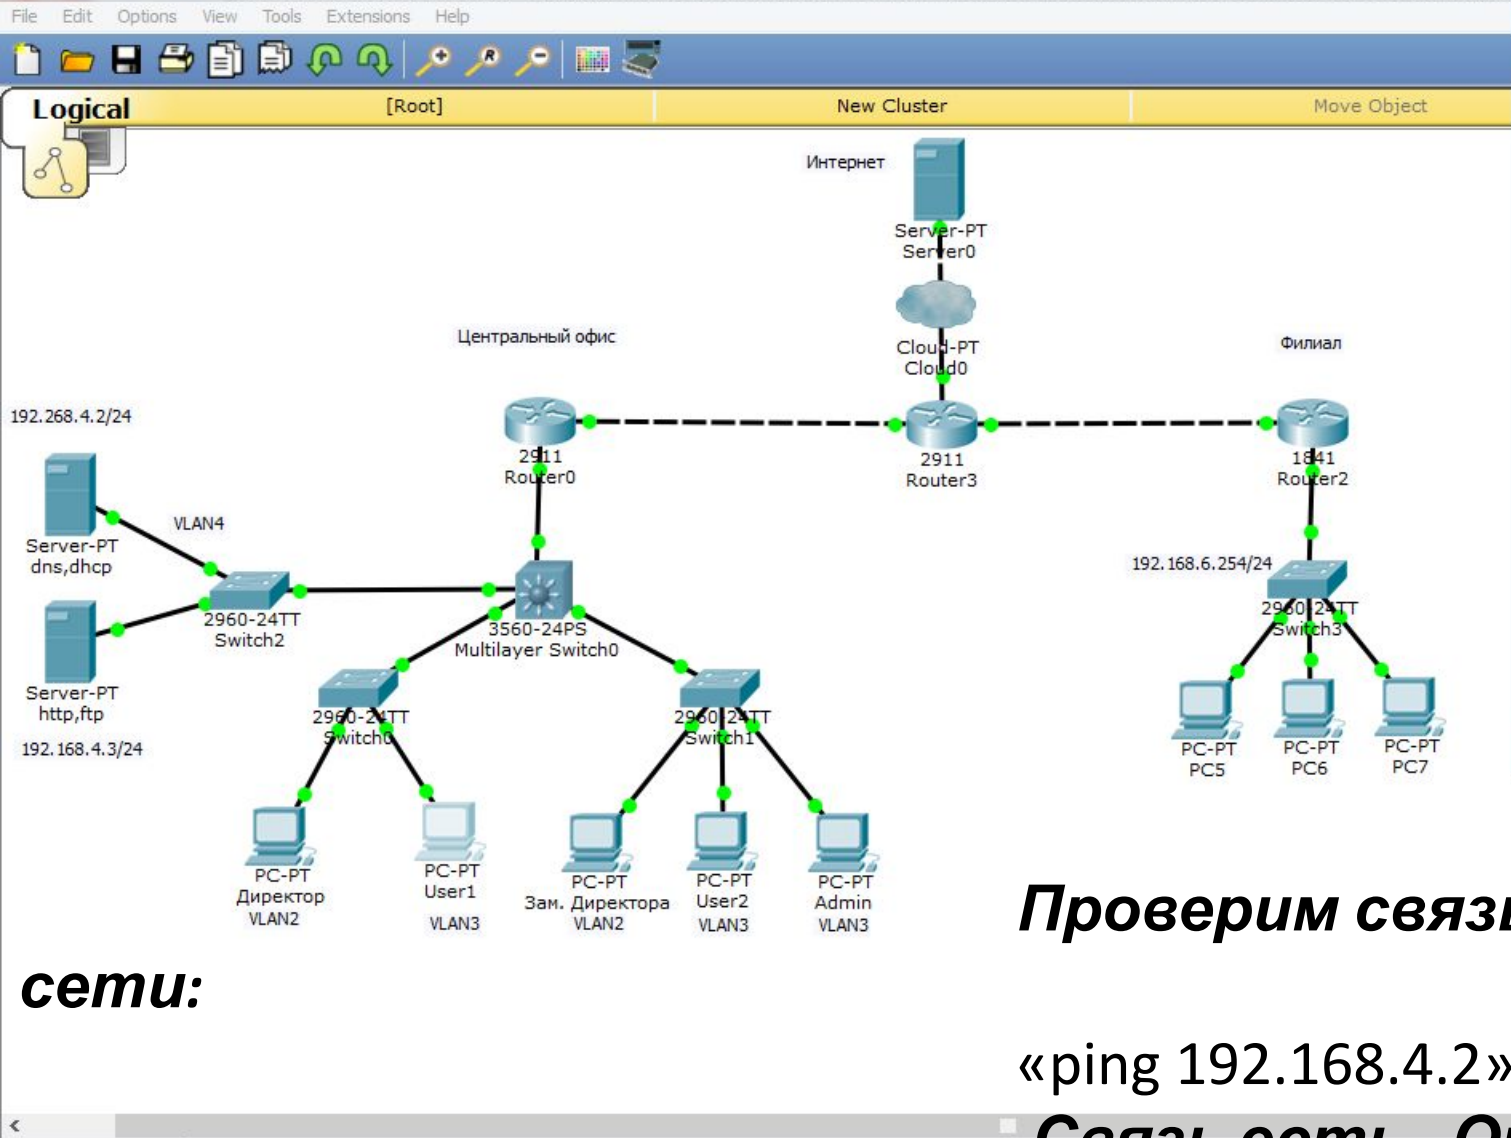 File Edit Options View Tools Extensions Help
Logical [Root] New Cluster Move Object
Интернет
Server-PT
Server0
Cloud-PT
Cloud0
Центральный офис
Филиал
192.268.4.2/24
2911
Router0
2911
Router3
1841
Router2
VLAN4
Server-PT
dns,dhcp
192.168.6.254/24
2960-24TT
Switch2
3560-24PS
Multilayer Switch0
2960-24TT
Switch3
Server-PT
http,ftp
192.168.4.3/24
2960-24TT
Switch0
2960-24TT
Switch1
PC-PT
PC5
PC-PT
PC6
PC-PT
PC7
PC-PT
Директор
VLAN2
PC-PT
User1
VLAN3
PC-PT
Зам. Директора
VLAN2
PC-PT
User2
VLAN3
PC-PT
Admin
VLAN3
Проверим связь
сети:
«ping 192.168.4.2»